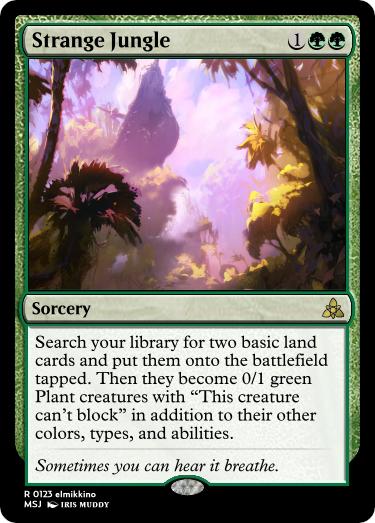 Strange Jungle 1
Sorcery
Search your library for two basic land
cards and put them onto the battlefield
tapped. Then they become 0/1 green
Plant creatures with “This creature
can’t block” in addition to their other
colors, types, and abilities.
Sometimes you can hear it breathe.
R 0123 elmikkino
MSJ IRIS MUDDY